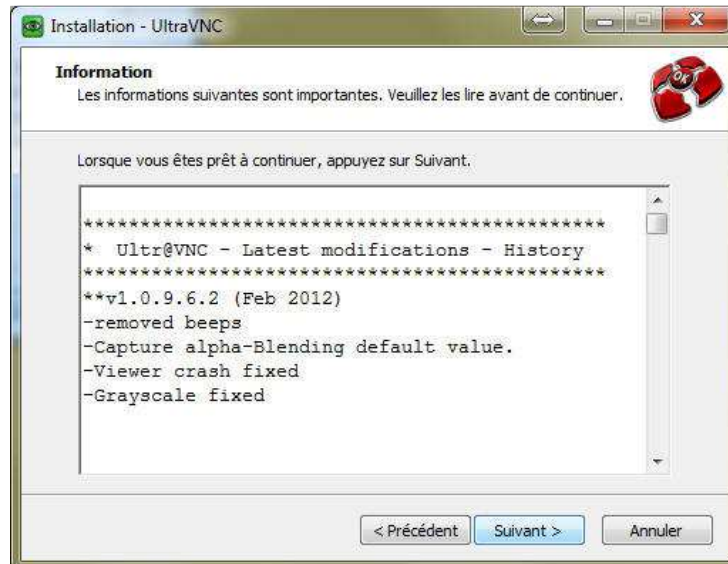 Installation - UltraVNC
Information
Les informations suivantes sont importantes. Veuillez les lire avant de continuer.
OK
Lorsque vous êtes prêt à continuer, appuyez sur Suivant.
************************************************
*  Ultr@VNC - Latest modifications - History
************************************************
**v1.0.9.6.2 (Feb 2012)
-removed beeps
-Capture alpha-Blending default value.
-Viewer crash fixed
-Grayscale fixed
< Précédent
Suivant >
Annuler